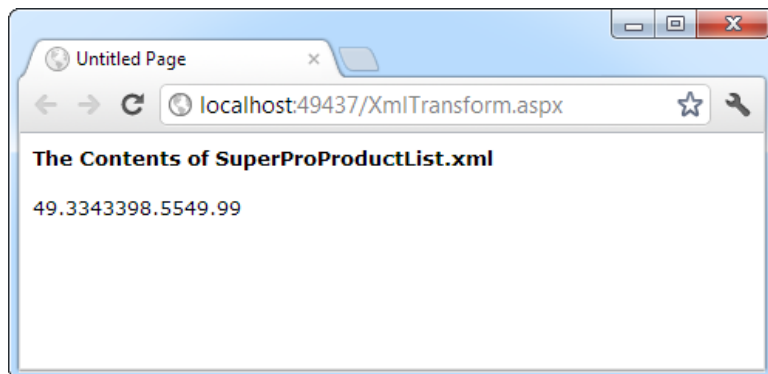 Untitled Page
localhost:49437/XmlTransform.aspx
The Contents of SuperProProductList.xml
49.3343398.5549.99